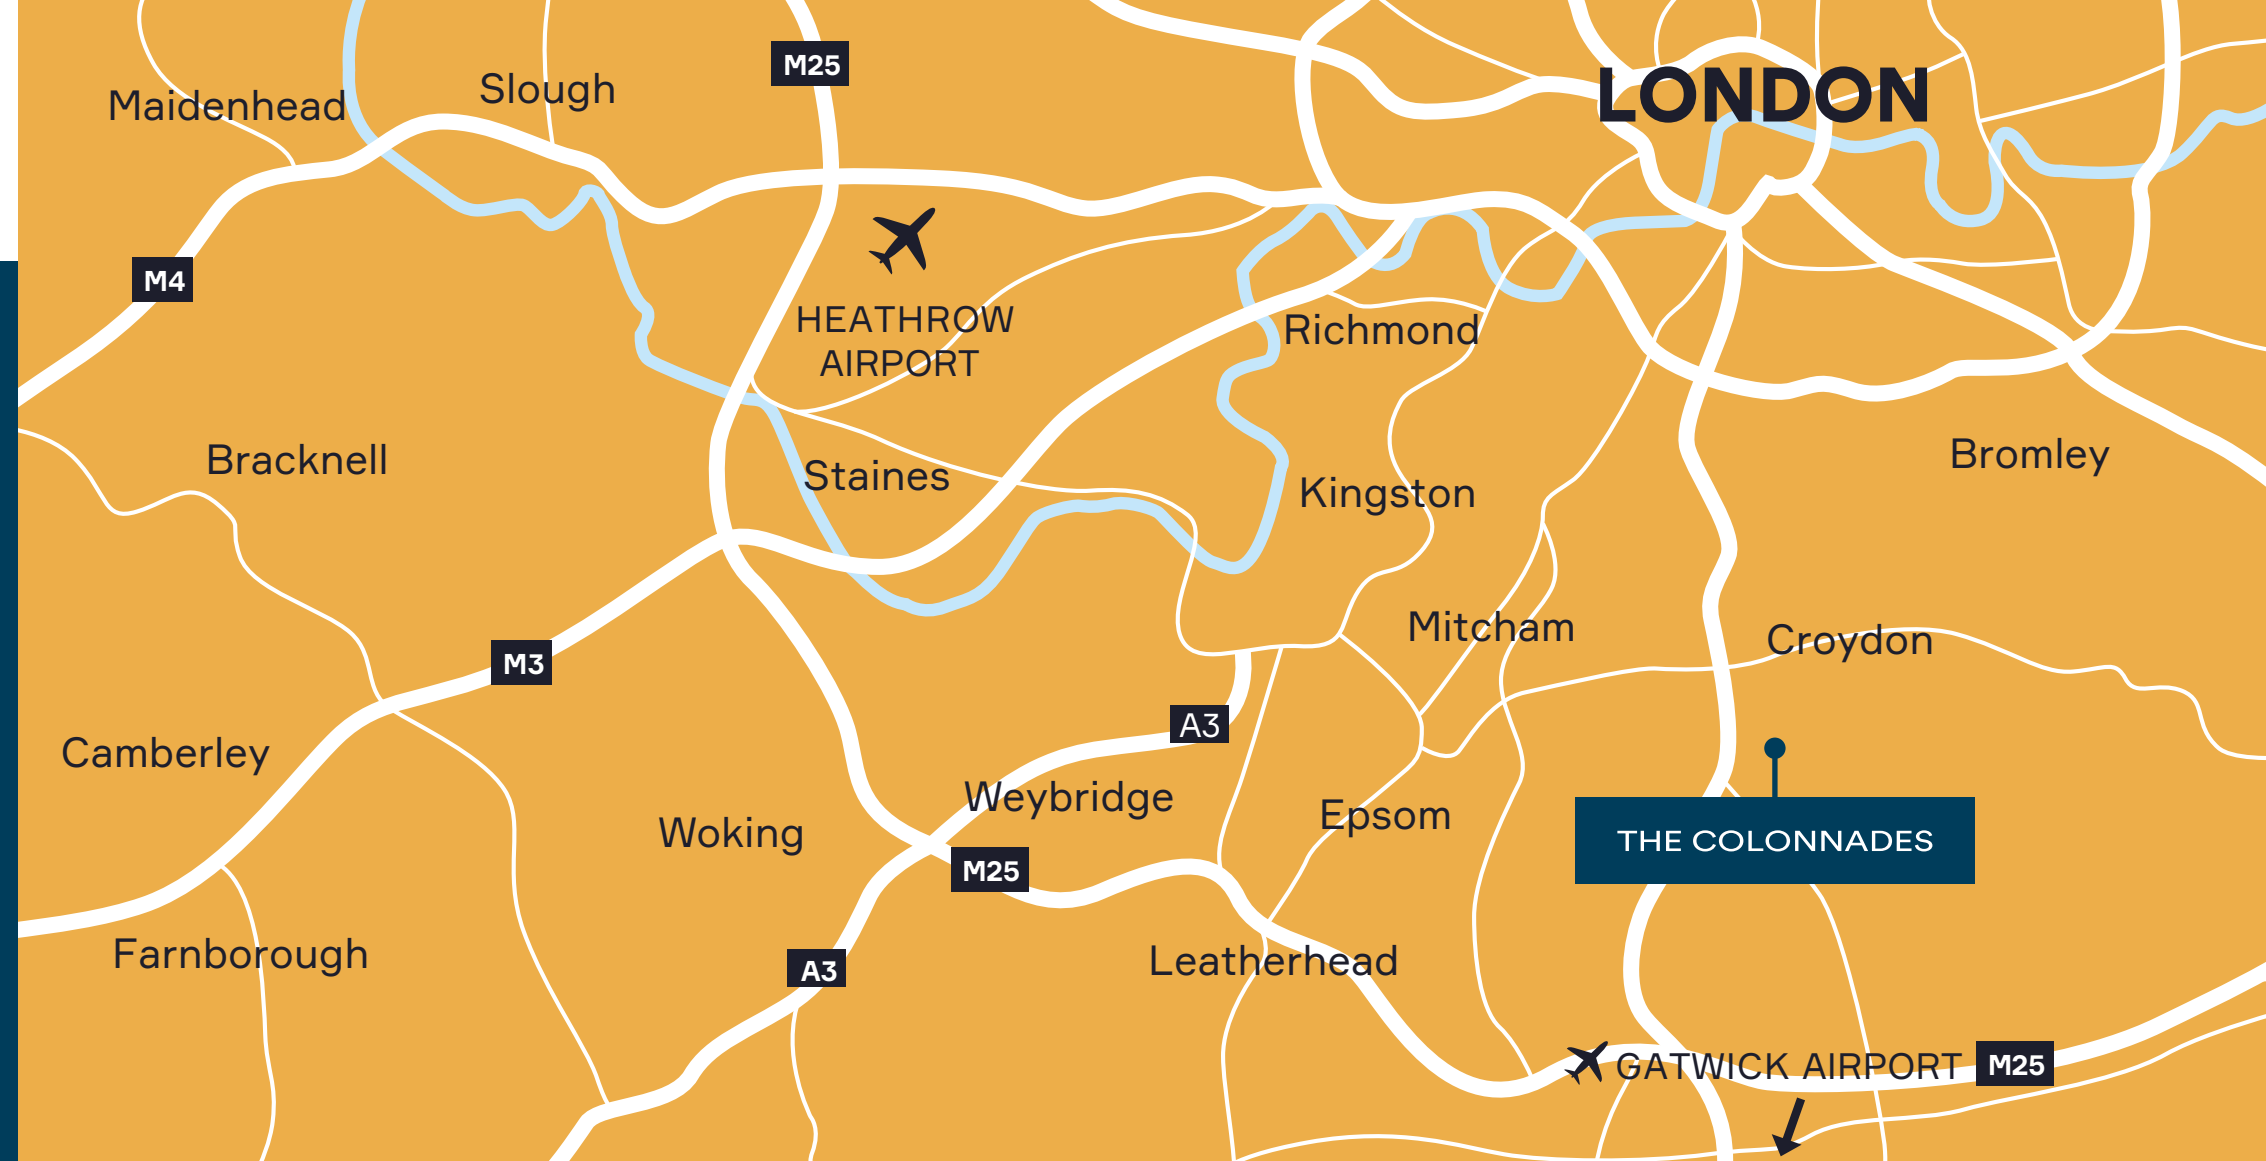 M25
LONDON
Slough
Maidenhead
M4
HEATHROW
AIRPORT
Richmond
Bracknell
Staines
Kingston
Bromley
Mitcham
Croydon
M3
A3
Camberley
Weybridge
Epsom
Woking
THE COLONNADES
M25
Farnborough
A3
Leatherhead
GATWICK AIRPORT
M25